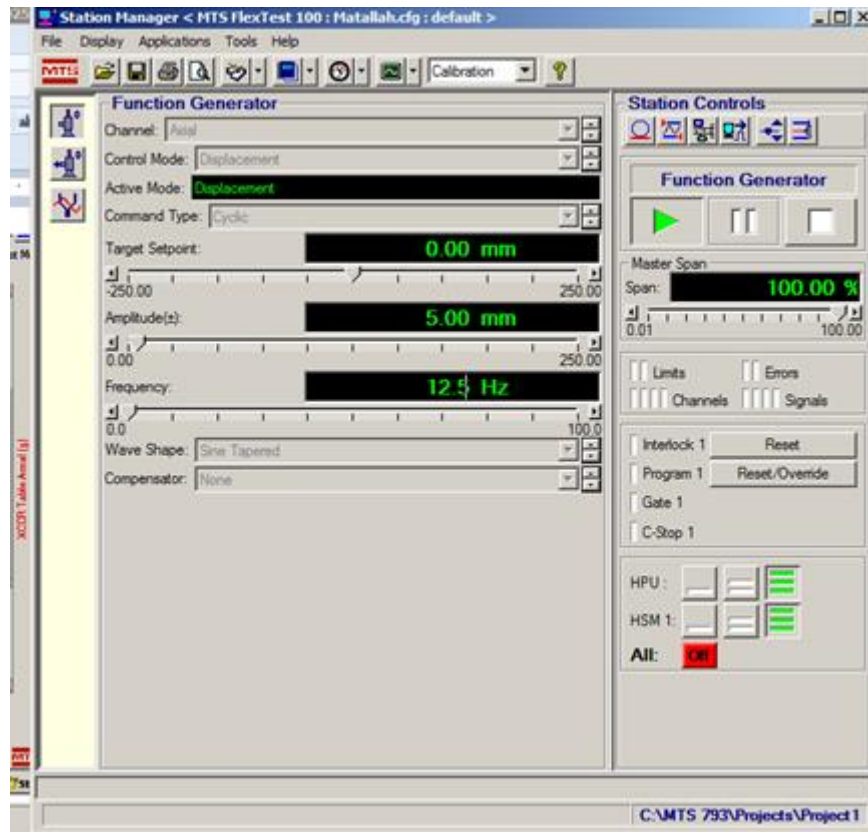 Station Manager < MTS FlexTest 100 : Matallah.cfg : default >
File Display Applications Tools Help
MTS Calibration
Function Generator
Channel: Axial
Control Mode: Displacement
Active Mode: Displacement
Command Type: Cyclic
Target Setpoint: 0.00 mm
-250.00 250.00
Amplitude(±): 5.00 mm
0.00 250.00
Frequency: 12.5 Hz
0.0 100.0
Wave Shape: Sine Tapered
Compensator: None
Station Controls
Function Generator
Master Span
Span: 100.00 %
0.01 100.00
Limits Errors
Channels Signals
Interlock 1 Reset
Program 1 Reset/Override
Gate 1
C-Stop 1
HPU :
HSM 1:
All: Off
C:\MTS 793\Projects\Project1